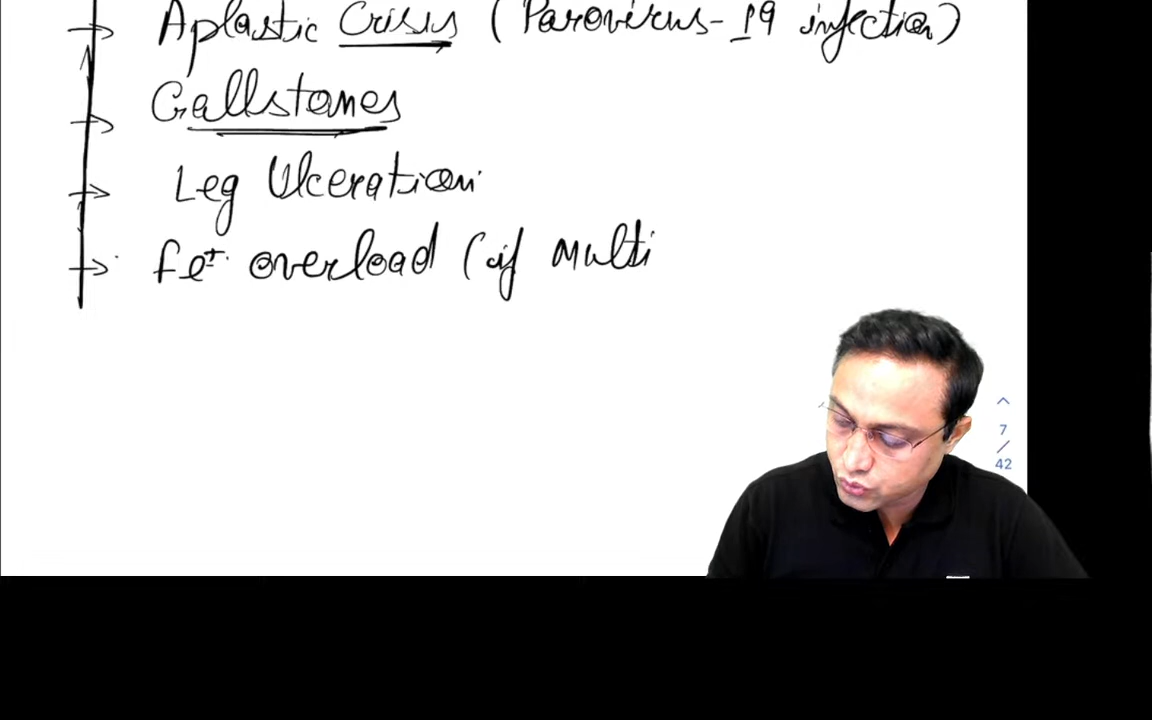 Aplastic Crisis (Parovirus-19 infection)
Gallstones
Leg Ulceration
Fe+ overload (if Multi
7
/
42